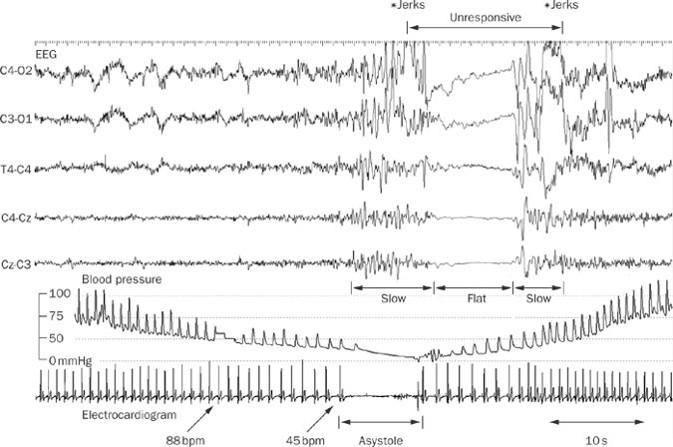 *Jerks *Jerks
Unresponsive
EEG
C4-O2
C3-O1
T4-C4
C4-Cz
Cz-C3
Blood pressure
Slow Flat Slow
100
75
50
0 mmHg
Electrocardiogram
88 bpm 45 bpm Asystole 10 s